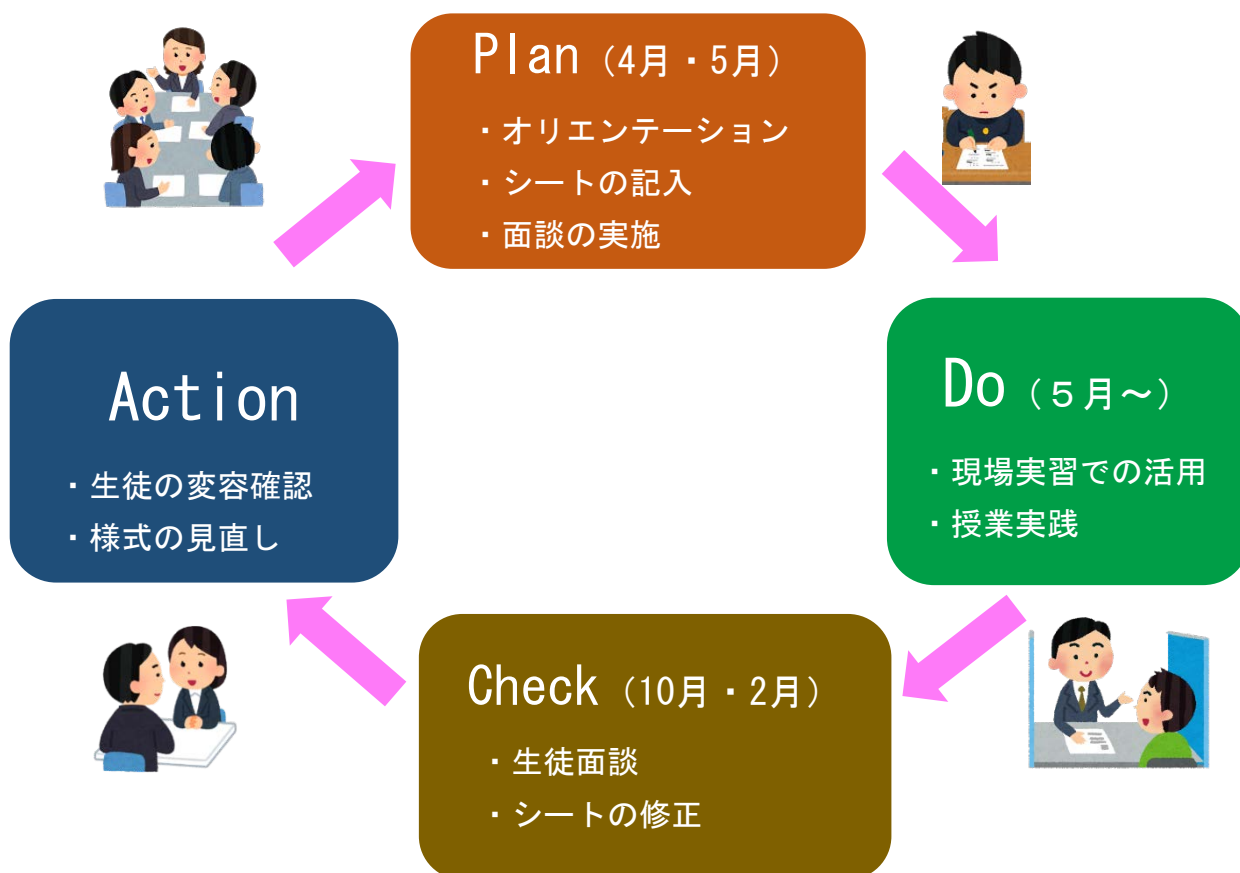 Plan（4月・5月）
・オリエンテーション
・シートの記入
・面談の実施
Do（５月～）
・現場実習での活用
・授業実践
Check（10月・2月）
・生徒面談
・シートの修正
Action
・生徒の変容確認
・様式の見直し